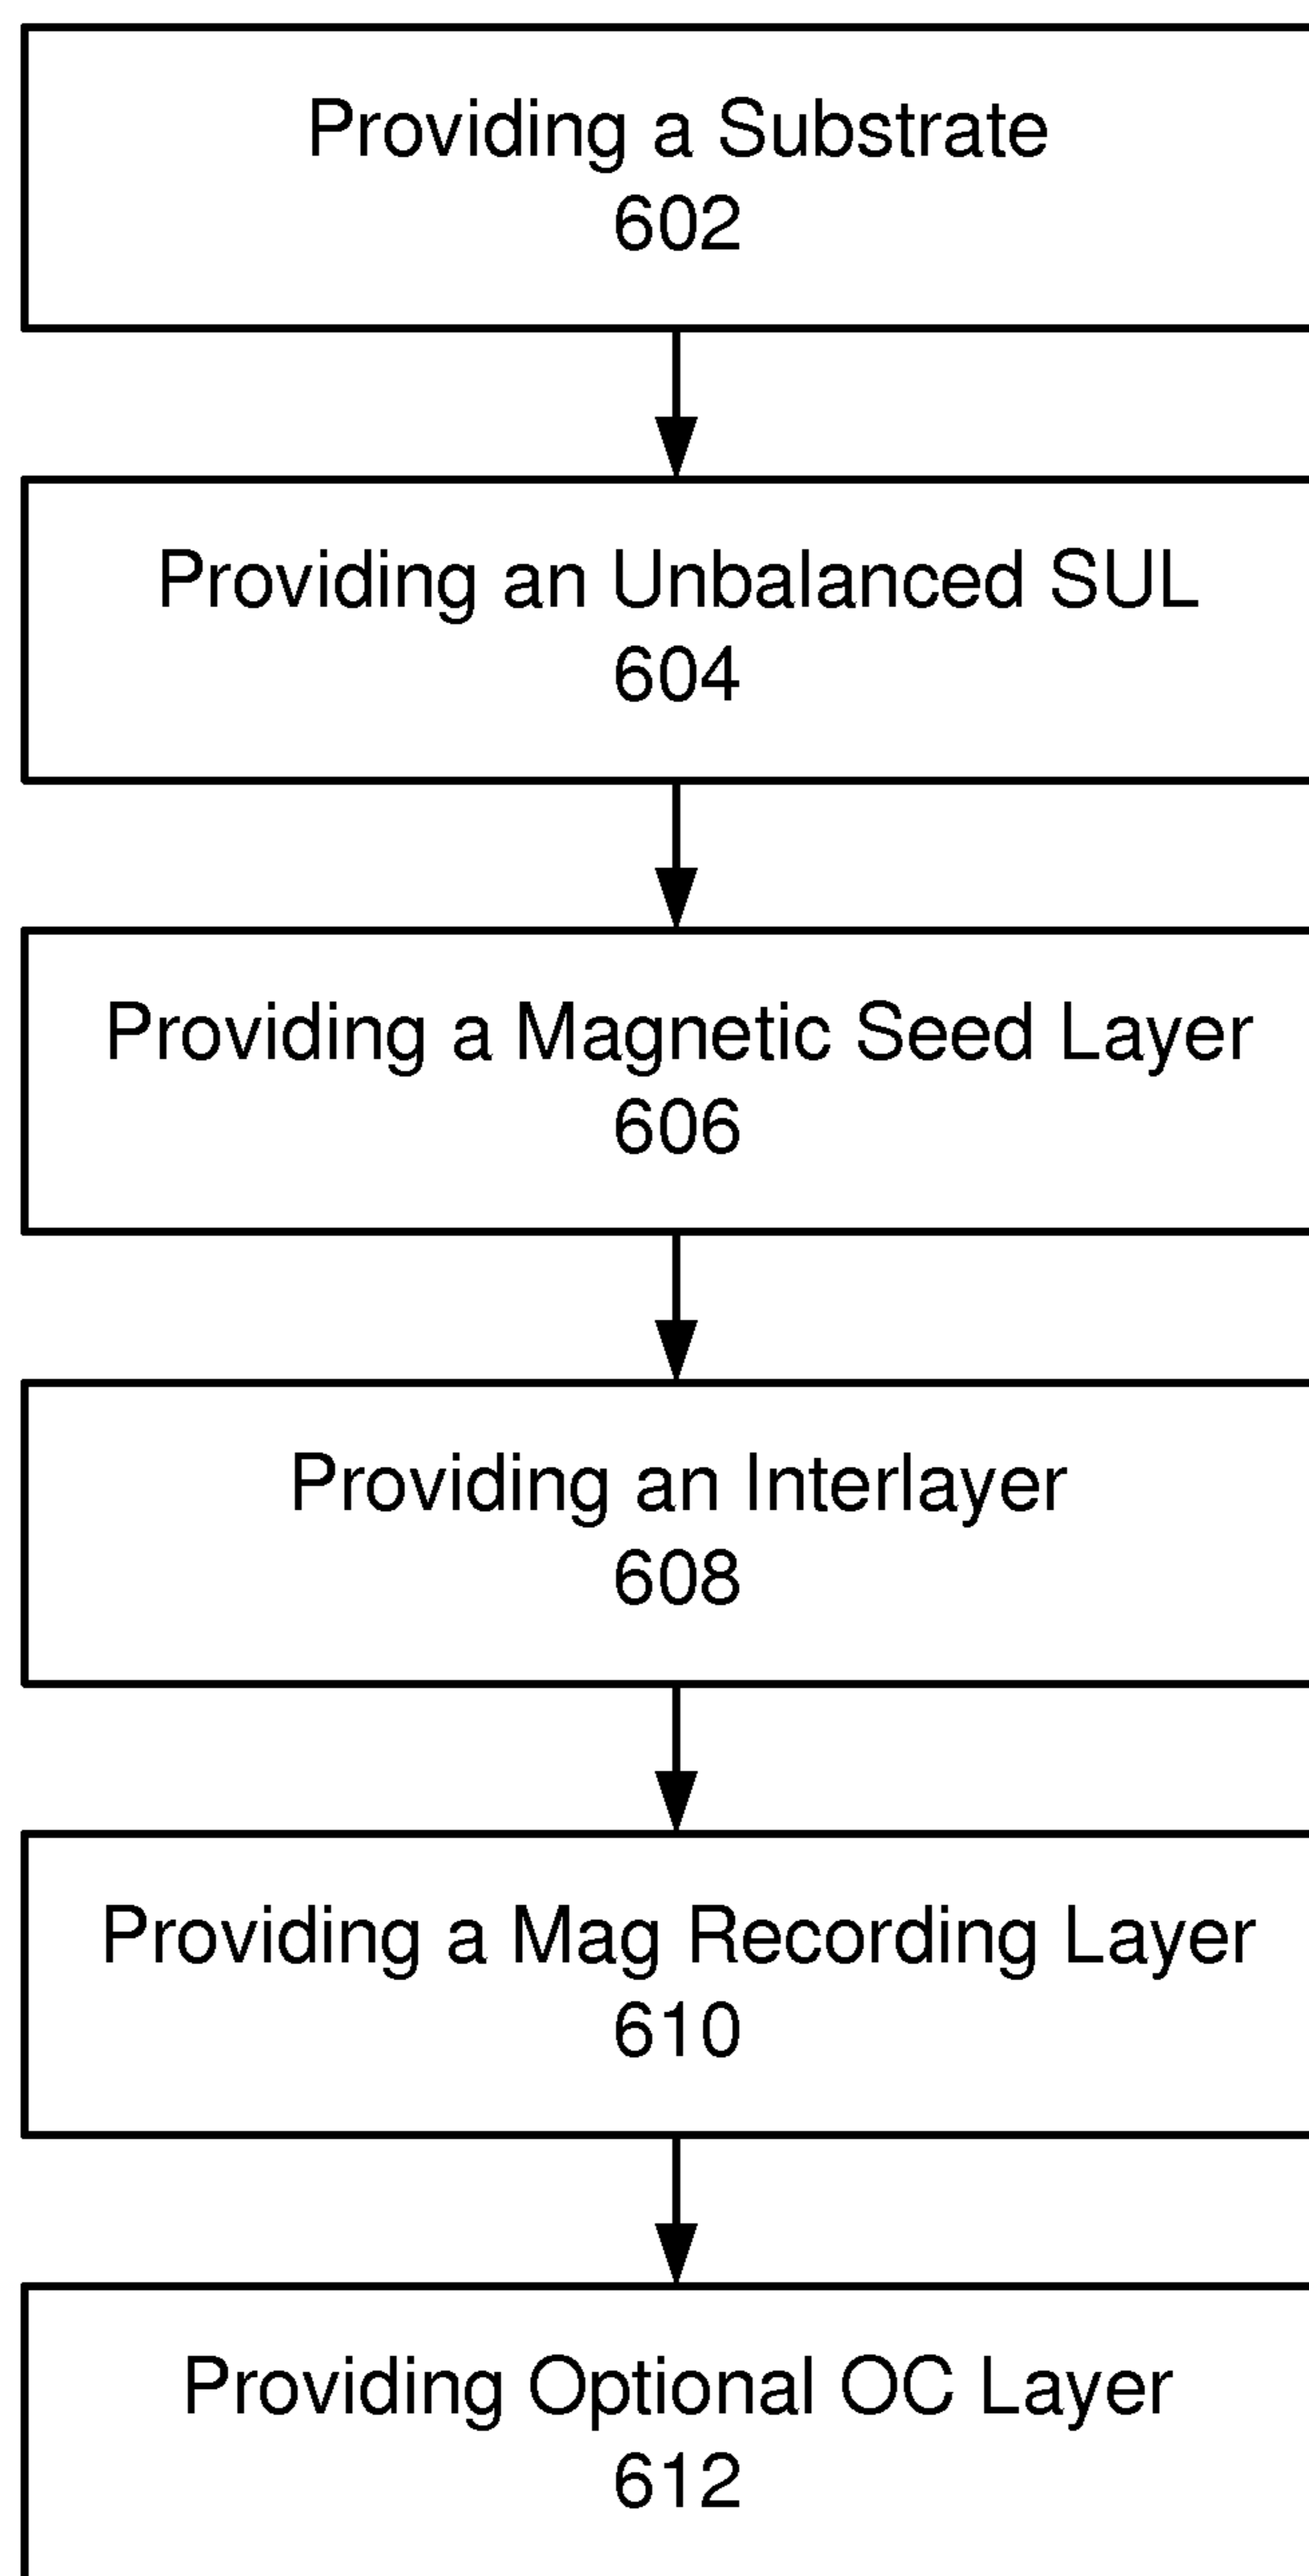 Providing a Substrate
602
Providing an Unbalanced SUL
604
Providing a Magnetic Seed Layer
606
Providing an Interlayer
608
Providing a Mag Recording Layer
610
Providing Optional OC Layer
612